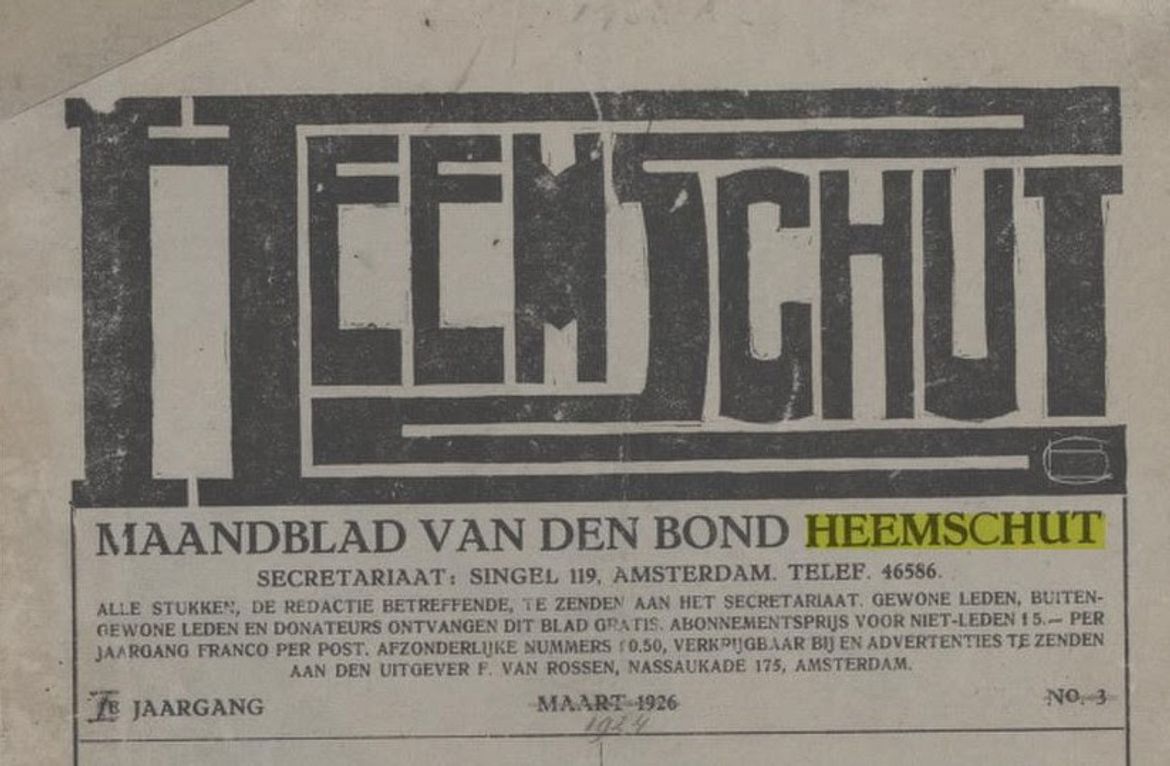 HEEMSCHUT
MAANDBLAD VAN DEN BOND HEEMSCHUT
SECRETARIAAT: SINGEL 119, AMSTERDAM. TELEF. 46586.
ALLE STUKKEN, DE REDACTIE BETREFFENDE, TE ZENDEN AAN HET SECRETARIAAT. GEWONE LEDEN, BUITEN-
GEWONE LEDEN EN DONATEURS ONTVANGEN DIT BLAD GRATIS. ABONNEMENTSPRIJS VOOR NIET-LEDEN f 5.— PER
JAARGANG FRANCO PER POST. AFZONDERLIJKE NUMMERS f 0.50, VERKRIJGBAAR BIJ EN ADVERTENTIES TE ZENDEN
AAN DEN UITGEVER F. VAN ROSSEN, NASSAUKADE 175, AMSTERDAM.
JAARGANG MAART 1926 NO. 3